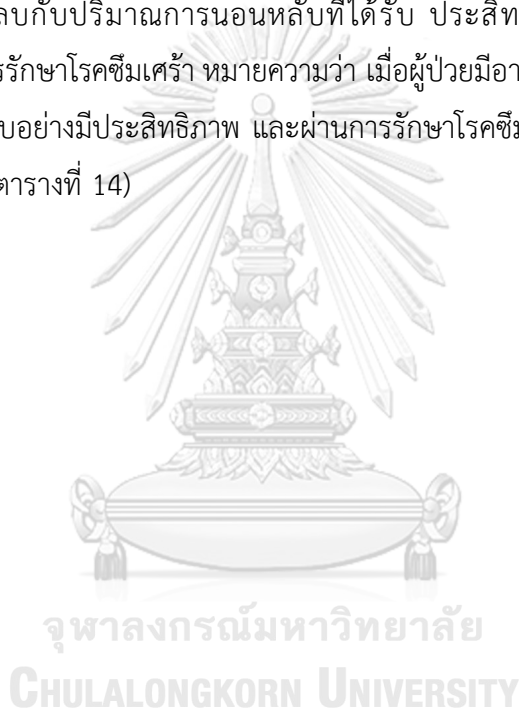 ลบกับปริมาณการนอนหลับที่ได้รับ ประสิท
รรักษาโรคซึมเศร้า หมายความว่า เมื่อผู้ป่วยมีอา
บอย่างมีประสิทธิภาพ และผ่านการรักษาโรคซึม
ตารางที่ 14)
จุฬาลงกรณ์มหาวิทยาลัย
CHULALONGKORN UNIVERSITY